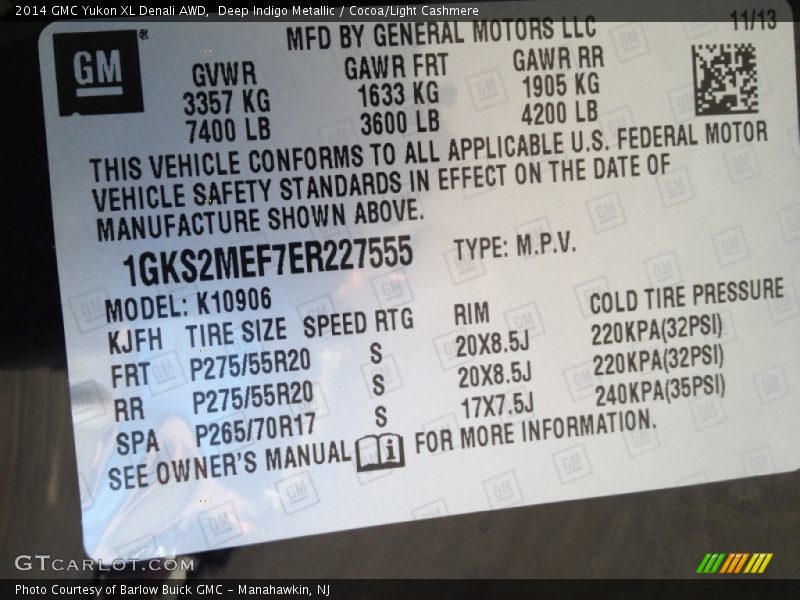 2014 GMC Yukon XL Denali AWD,  Deep Indigo Metallic / Cocoa/Light Cashmere
MFD BY GENERAL MOTORS LLC 11/13
GM®
GVWR GAWR FRT GAWR RR
3357 KG 1633 KG 1905 KG
7400 LB 3600 LB 4200 LB
THIS VEHICLE CONFORMS TO ALL APPLICABLE U.S. FEDERAL MOTOR
VEHICLE SAFETY STANDARDS IN EFFECT ON THE DATE OF
MANUFACTURE SHOWN ABOVE.
1GKS2MEF7ER227555 TYPE: M.P.V.
MODEL: K10906
KJFH TIRE SIZE SPEED RTG RIM COLD TIRE PRESSURE
FRT P275/55R20 S 20X8.5J 220KPA(32PSI)
RR P275/55R20 S 20X8.5J 220KPA(32PSI)
SPA P265/70R17 S 17X7.5J 240KPA(35PSI)
SEE OWNER'S MANUAL i FOR MORE INFORMATION.
GTCARLOT.COM
Photo Courtesy of Barlow Buick GMC – Manahawkin, NJ